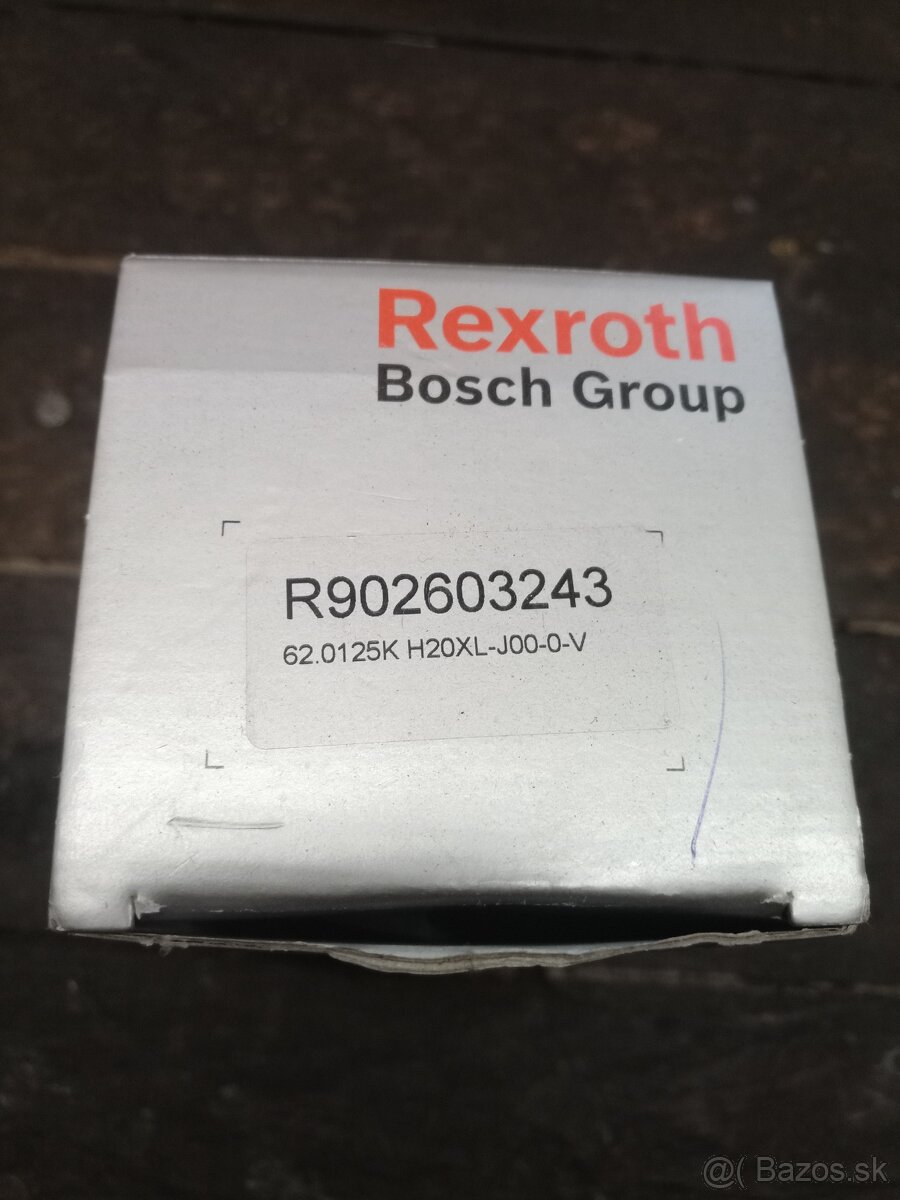 Rexroth
Bosch Group
R902603243
62.0125K H20XL-J00-0-V
@( Bazos.sk